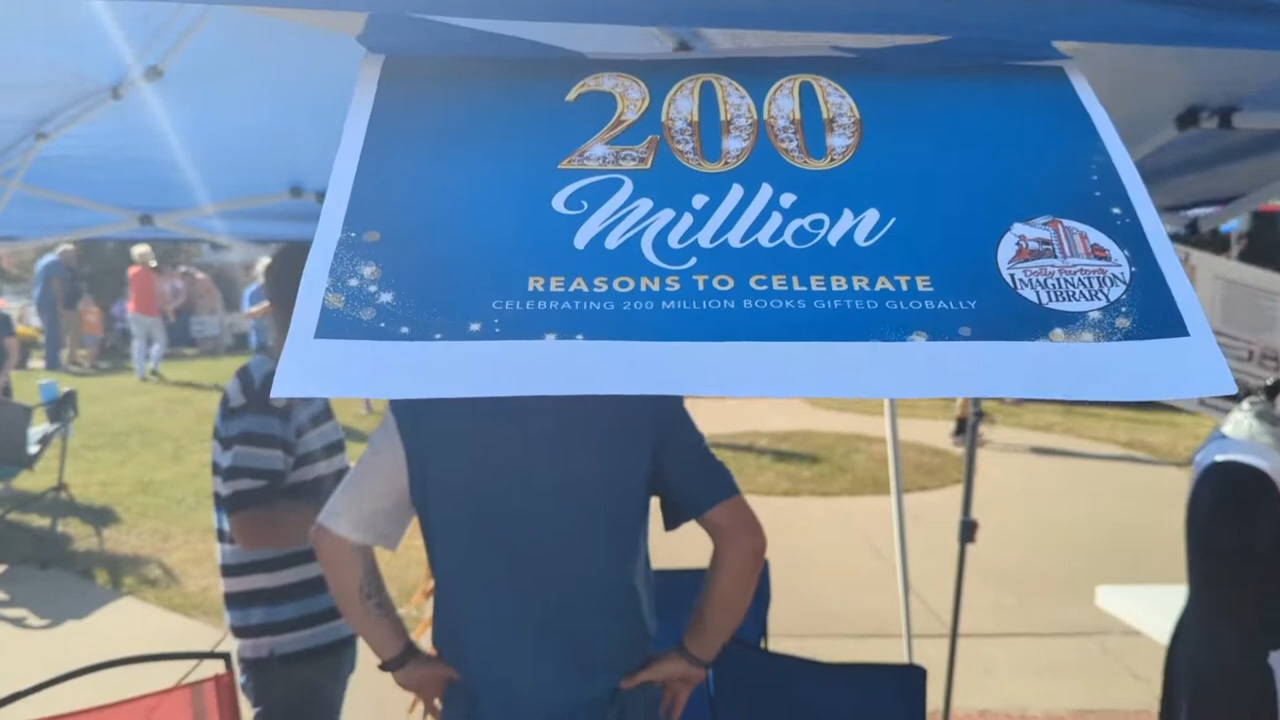 200
Million
REASONS TO CELEBRATE
CELEBRATING 200 MILLION BOOKS GIFTED GLOBALLY
Dolly Parton's
IMAGINATION
LIBRARY